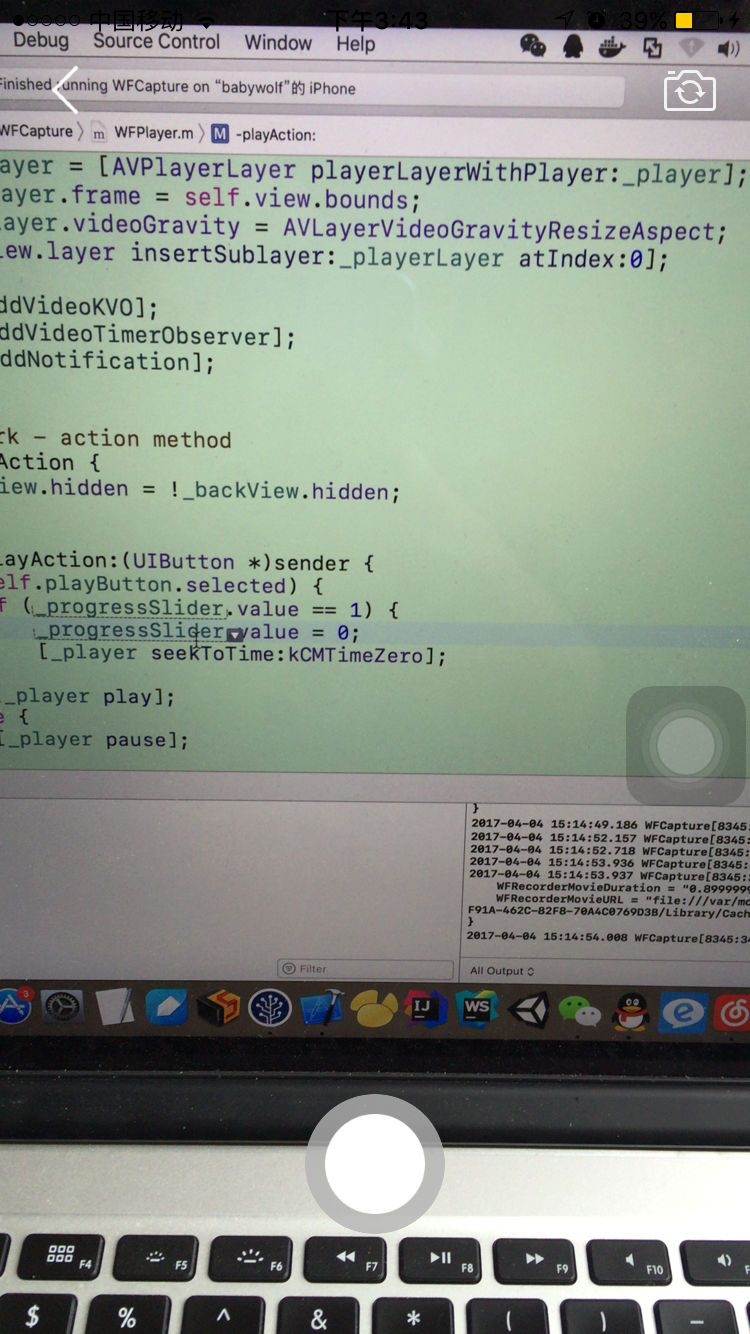 中国移动 下午3:43 39%
Debug Source Control Window Help
Finished running WFCapture on “babywolf”的 iPhone
WFCapture 〉 m WFPlayer.m 〉 M -playAction:
ayer = [AVPlayerLayer playerLayerWithPlayer:_player];
ayer.frame = self.view.bounds;
ayer.videoGravity = AVLayerVideoGravityResizeAspect;
iew.layer insertSublayer:_playerLayer atIndex:0];
ddVideoKVO];
ddVideoTimerObserver];
ddNotification];
rk – action method
Action {
iew.hidden = !_backView.hidden;
layAction:(UIButton *)sender {
elf.playButton.selected) {
f (_progressSlider.value == 1) {
_progressSlider.value = 0;
[_player seekToTime:kCMTimeZero];
[_player play];
e {
[_player pause];
}
2017-04-04 15:14:49.186 WFCapture[8345:
2017-04-04 15:14:52.157 WFCapture[8345:
2017-04-04 15:14:52.718 WFCapture[8345:
2017-04-04 15:14:53.936 WFCapture[8345:
2017-04-04 15:14:53.937 WFCapture[8345:
WFRecorderMovieDuration = "0.8999999
WFRecorderMovieURL = "file:///var/mo
F91A-462C-82F8-70A4C0769D3B/Library/Cach
}
2017-04-04 15:14:54.008 WFCapture[8345:34
Filter
All Output
3
IJ
WS
F4 F5 F6 F7 F8 F9 F10
$ % ^ & * ( ) –